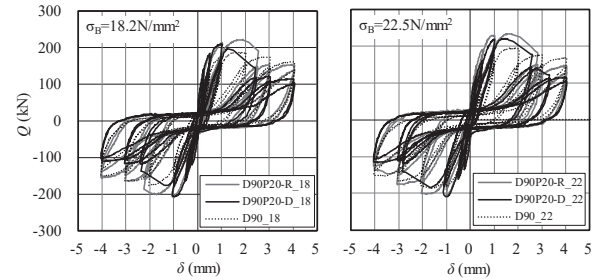 300
200
100
0
-100
-200
-300
Q (kN)
σB=18.2N/mm²
D90P20-R_18
D90P20-D_18
D90_18
-5 -4 -3 -2 -1 0 1 2 3 4 5
δ (mm)
σB=22.5N/mm²
D90P20-R_22
D90P20-D_22
D90_22
-5 -4 -3 -2 -1 0 1 2 3 4 5
δ (mm)